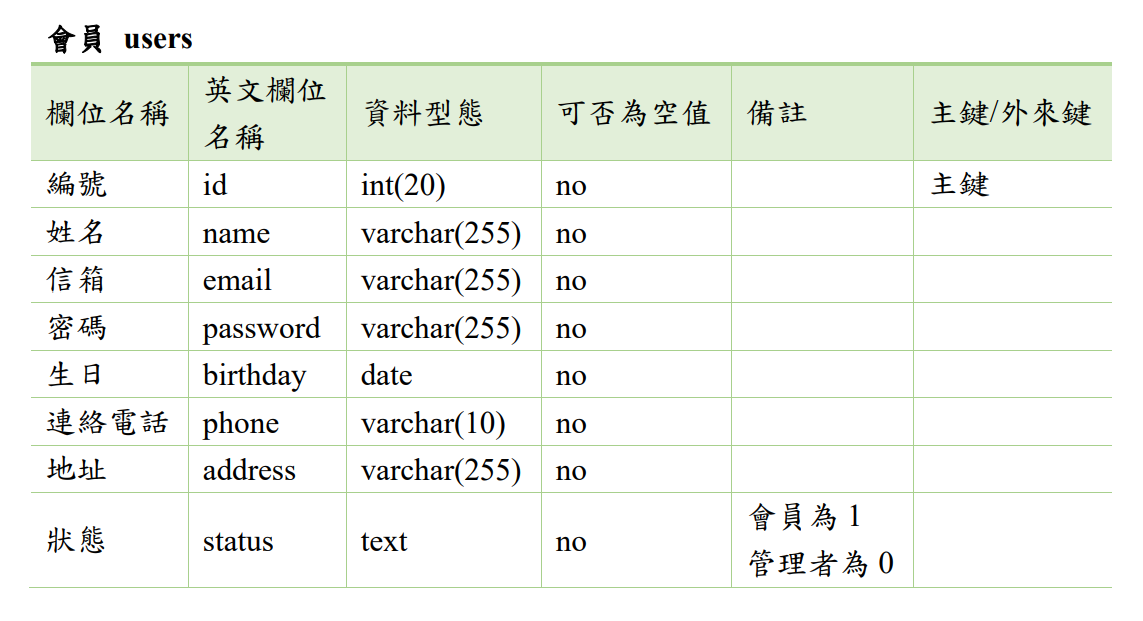 會員 users
欄位名稱 英文欄位名稱 資料型態 可否為空值 備註 主鍵/外來鍵
編號 id int(20) no 主鍵
姓名 name varchar(255) no
信箱 email varchar(255) no
密碼 password varchar(255) no
生日 birthday date no
連絡電話 phone varchar(10) no
地址 address varchar(255) no
狀態 status text no 會員為 1
管理者為 0